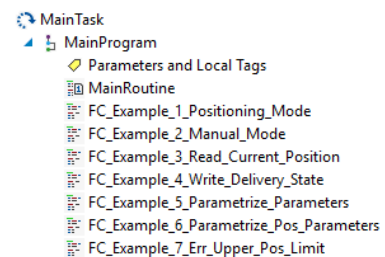 MainTask
MainProgram
Parameters and Local Tags
MainRoutine
FC_Example_1_Positioning_Mode
FC_Example_2_Manual_Mode
FC_Example_3_Read_Current_Position
FC_Example_4_Write_Delivery_State
FC_Example_5_Parametrize_Parameters
FC_Example_6_Parametrize_Pos_Parameters
FC_Example_7_Err_Upper_Pos_Limit